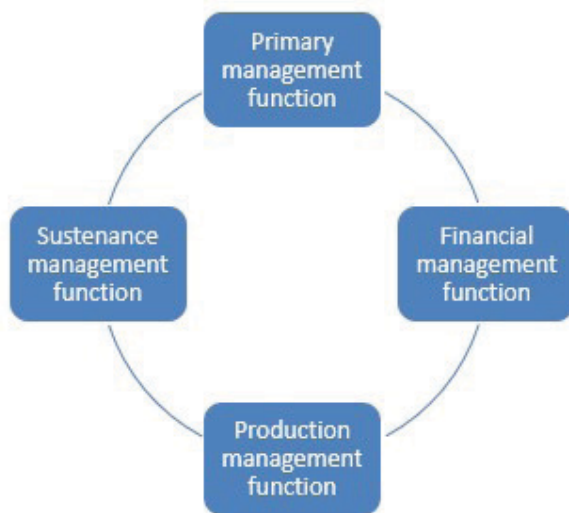 Primary
management
function
Sustenance
management
function
Financial
management
function
Production
management
function